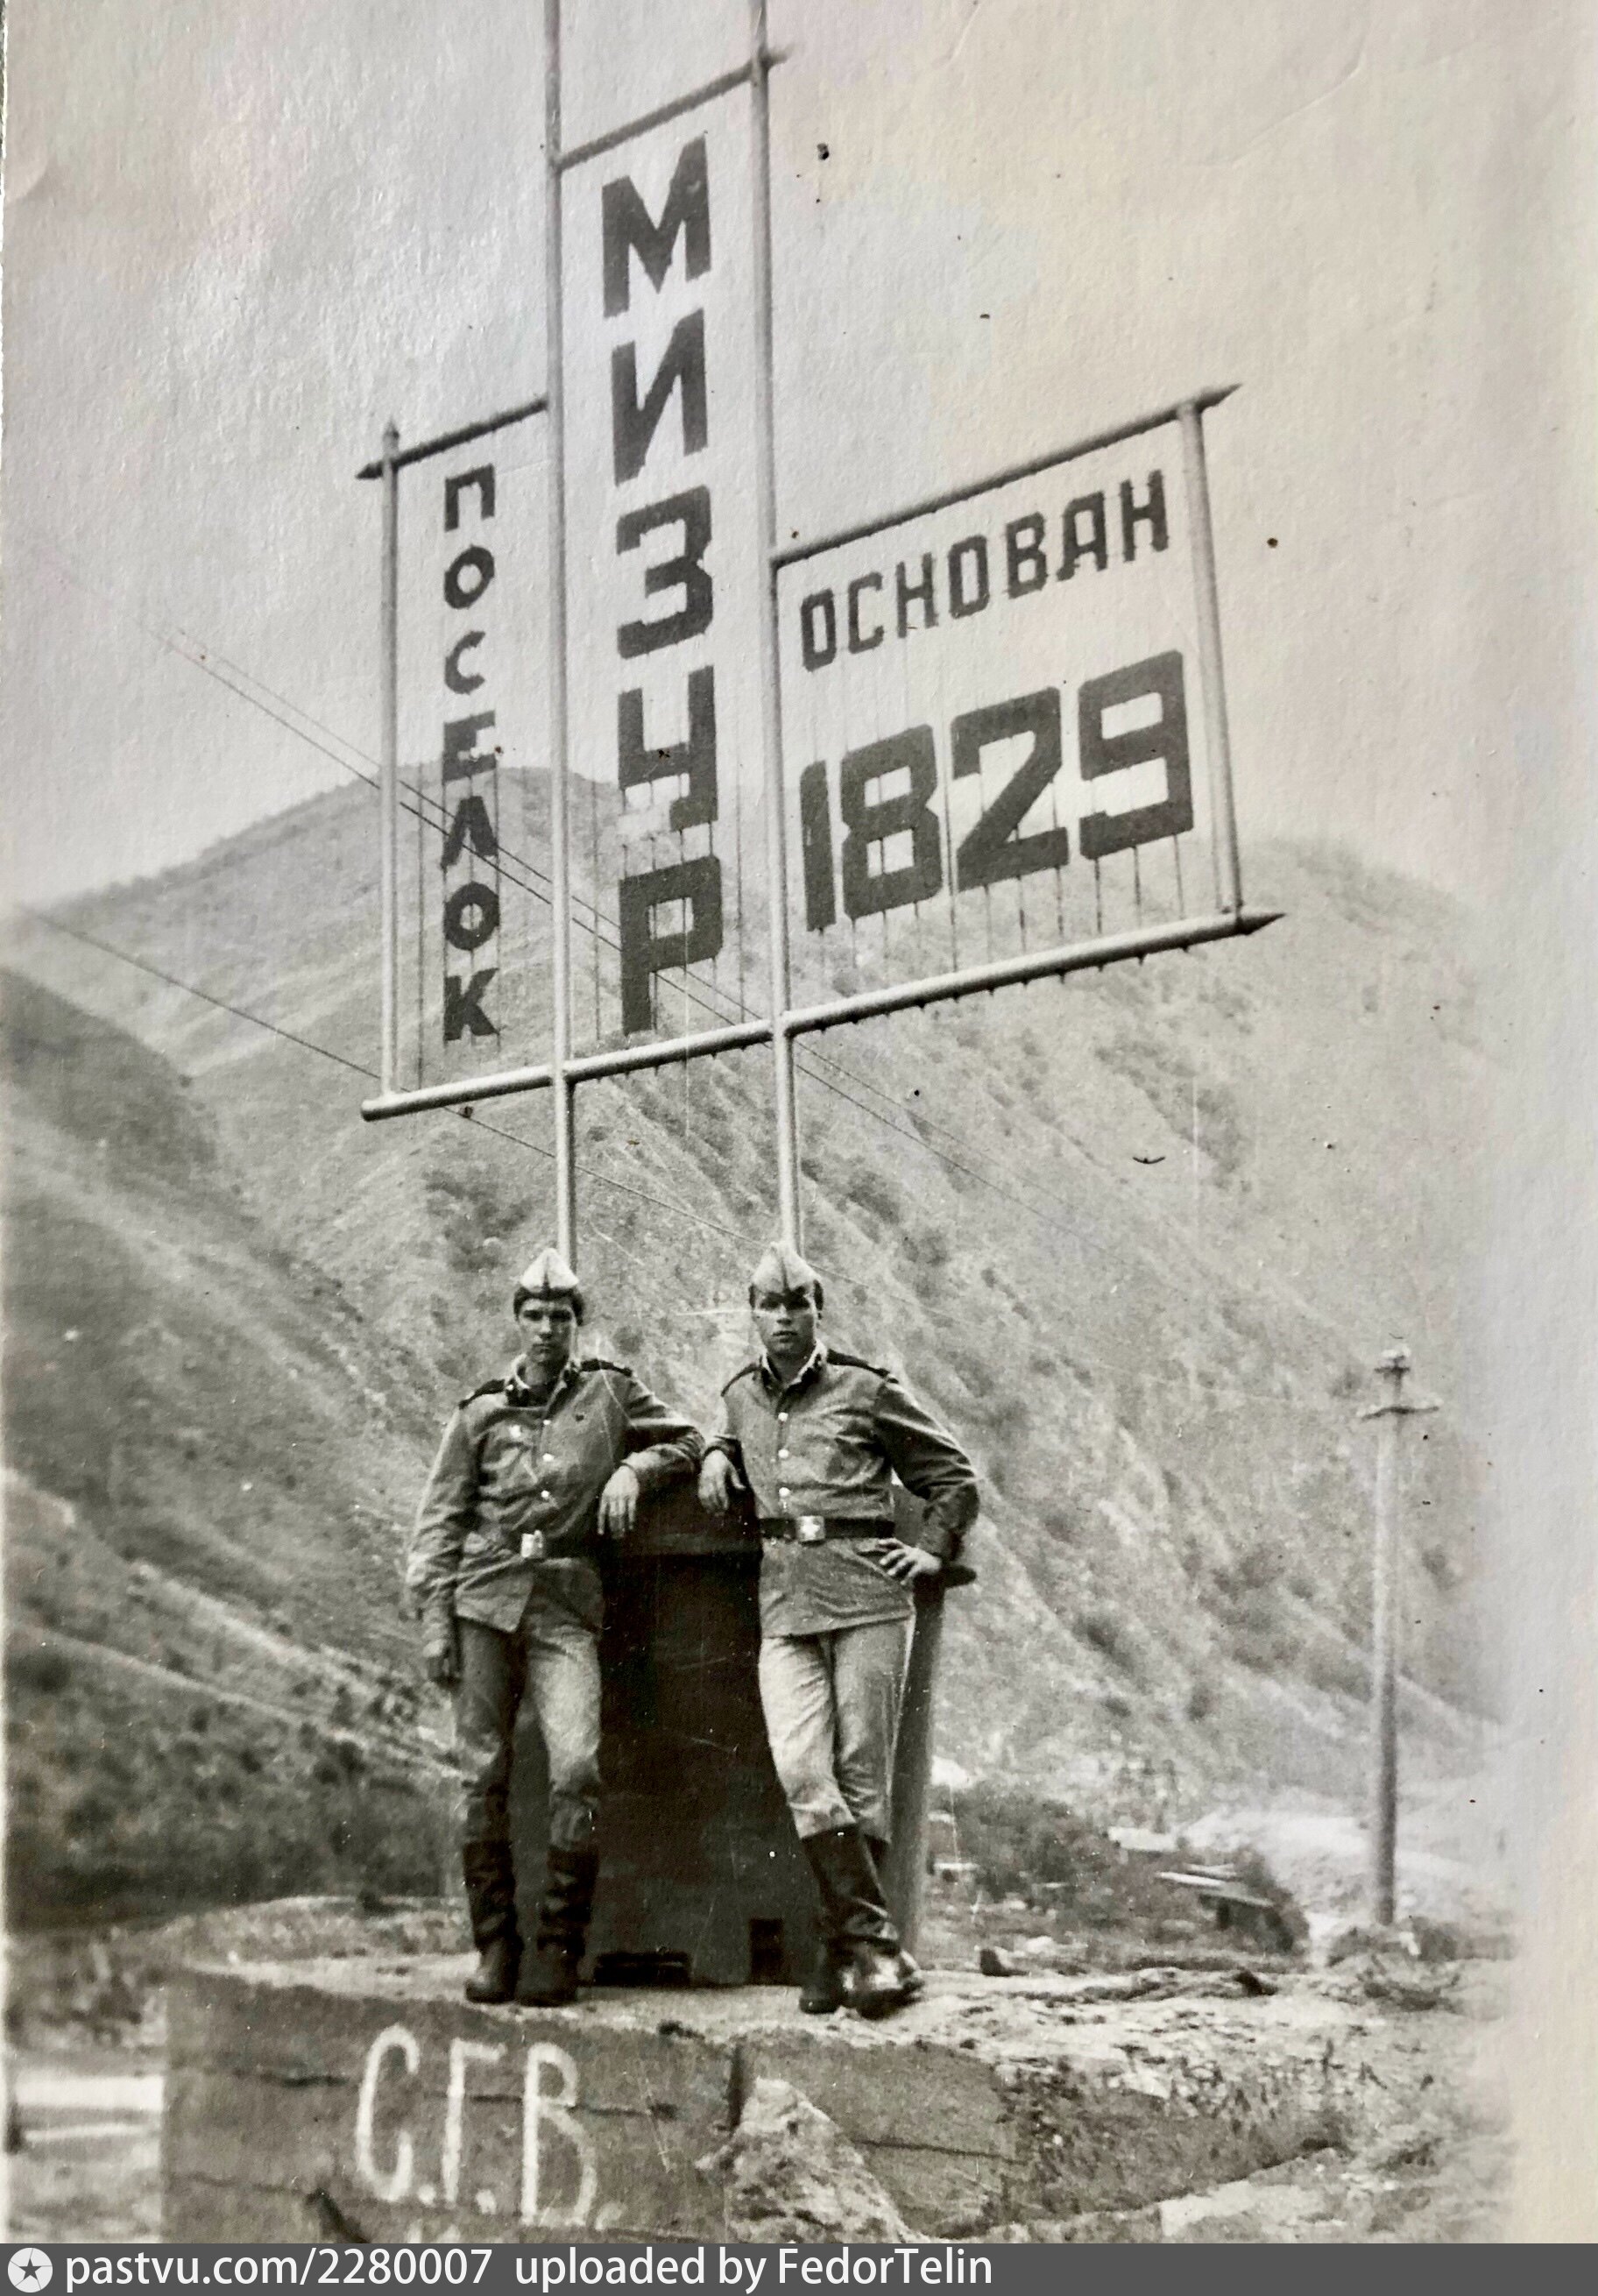 ПОСЕЛОК
МИЗУР
ОСНОВАН
1829
С.Г.В.
pastvu.com/2280007 uploaded by FedorTelin